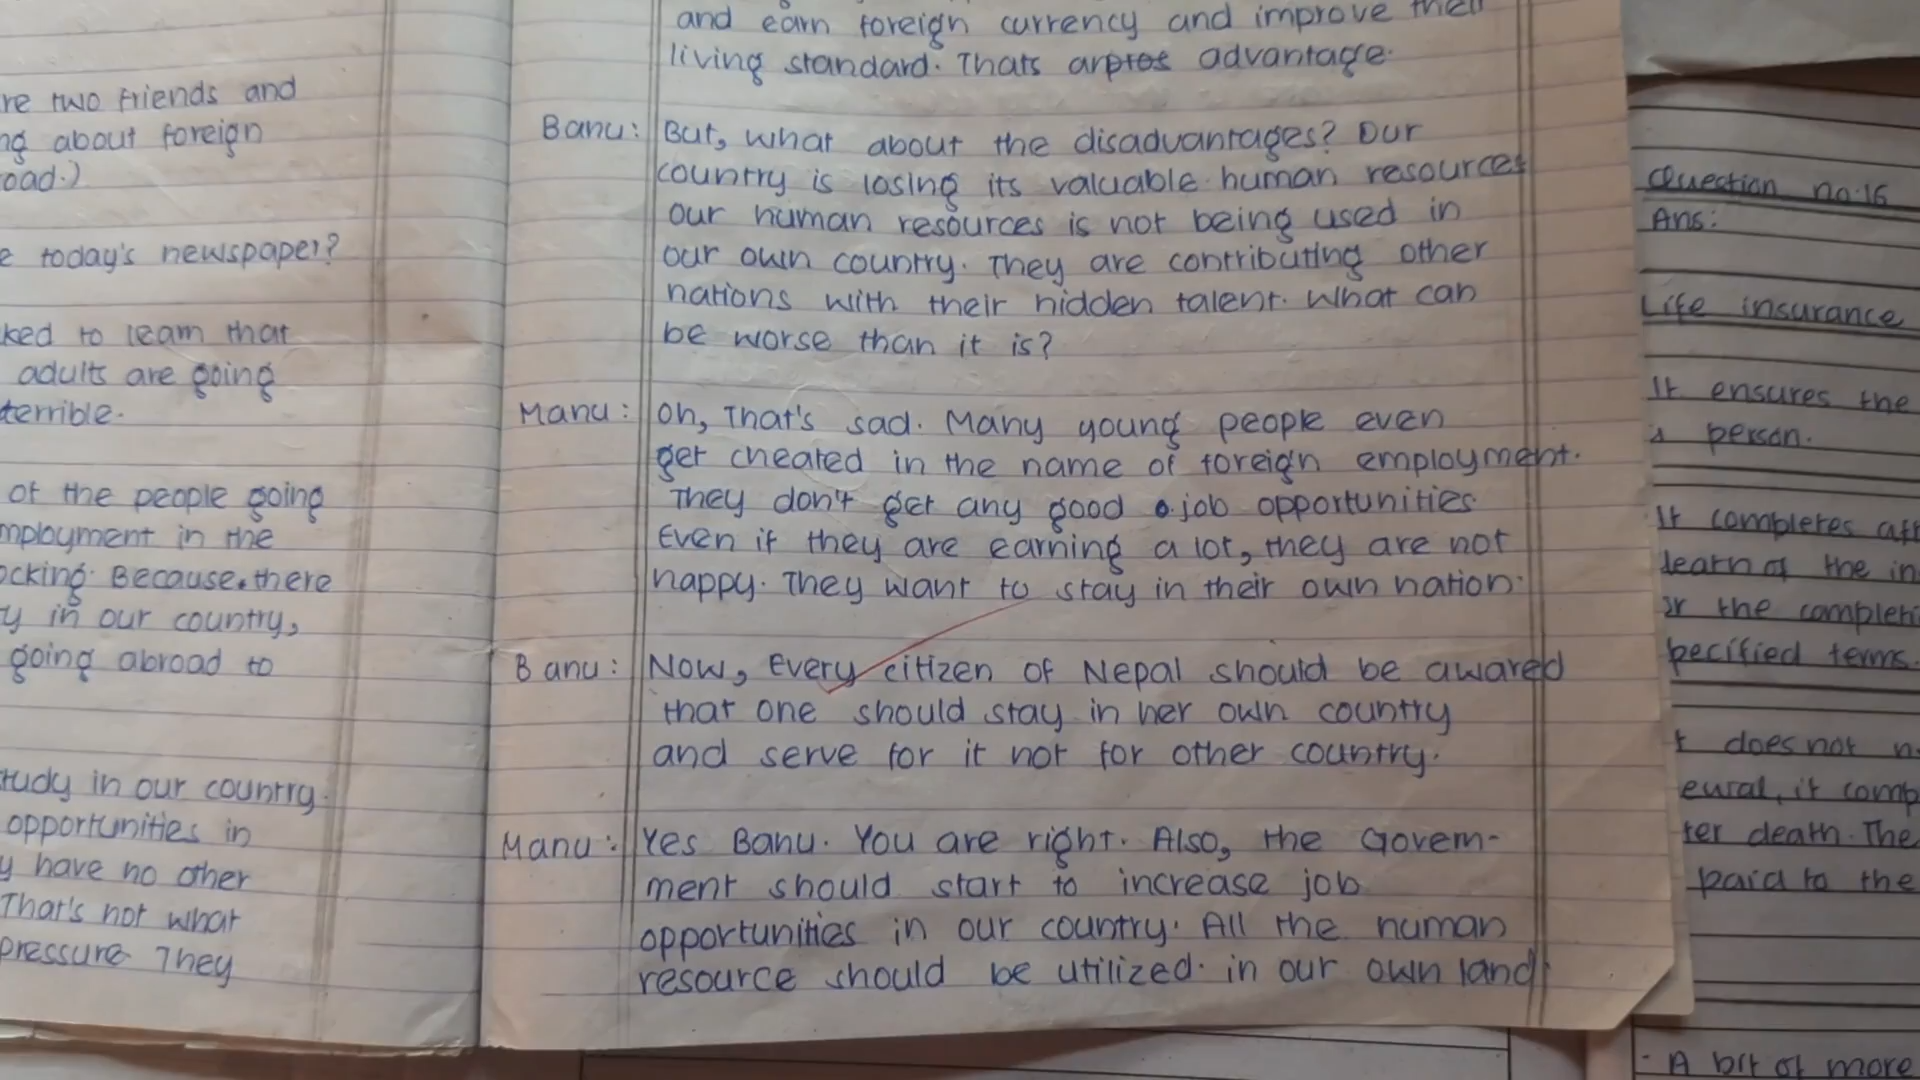 re two friends and
ng about foreign
oad.)
e today's newspaper?
ked to learn that
adults are going
terrible.
of the people going
mployment in the
ocking. Because there
y in our country,
going abroad to
tudy in our country.
opportunities in
y have no other
That's not what
pressure. They
and earn foreign currency and improve their
living standard. Thats advantage.
Banu: But, what about the disadvantages? Our
country is losing its valuable human resources
our human resources is not being used in
our own country. They are contributing other
nations with their hidden talent. What can
be worse than it is?
Manu: Oh, That's sad. Many young people even
get cheated in the name of foreign employment.
They don't get any good job opportunities
Even if they are earning a lot, they are not
happy. They want to stay in their own nation.
Banu: Now, every citizen of Nepal should be awared
that one should stay in her own country
and serve for it not for other country.
Manu: Yes Banu. You are right. Also, the Govern-
ment should start to increase job
opportunities in our country. All the human
resource should be utilized in our own land.
Question no.16
Ans:
Life insurance
It ensures the
a person.
It completes aft
learn of the in
or the completi
pecified terms.
t does not n
eural, it comp
ter death. The
paid to the
- A bit of more